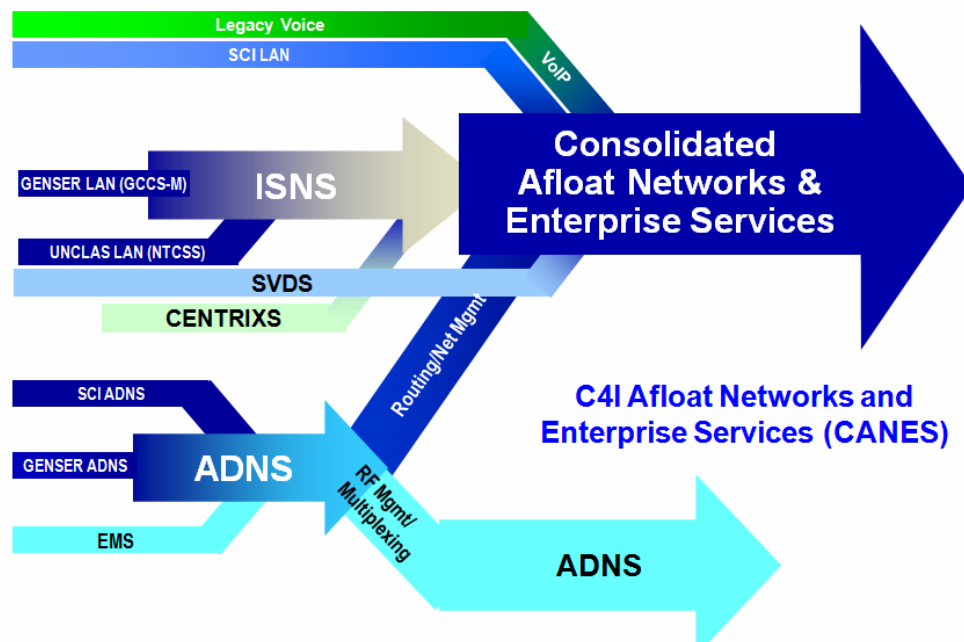 Legacy Voice
SCI LAN
VoIP
Consolidated
Afloat Networks &
Enterprise Services
GENSER LAN (GCCS-M)
ISNS
UNCLAS LAN (NTCSS)
SVDS
CENTRIXS
Routing/Net Mgmt
SCI ADNS
C4I Afloat Networks and
Enterprise Services (CANES)
GENSER ADNS
ADNS
RF Mgmt/
Multiplexing
EMS
ADNS